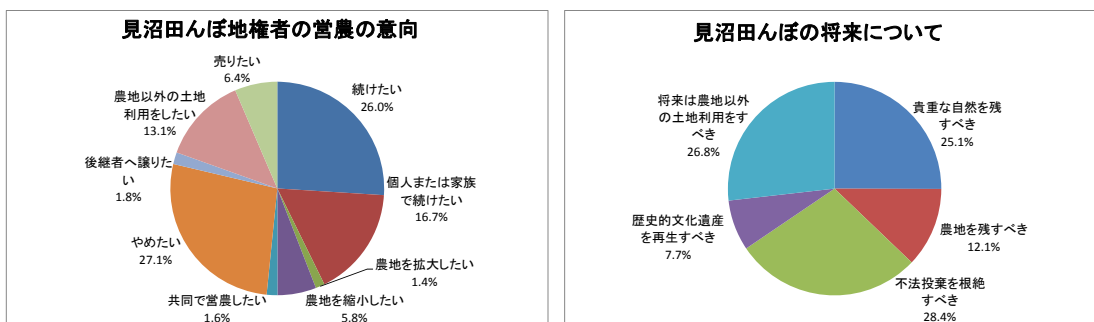 見沼田んぼ地権者の営農の意向
続けたい
26.0%
個人または家族
で続けたい
16.7%
農地を拡大したい
1.4%
農地を縮小したい
5.8%
共同で営農したい
1.6%
やめたい
27.1%
後継者へ譲りた
い
1.8%
農地以外の土地
利用をしたい
13.1%
売りたい
6.4%
見沼田んぼの将来について
貴重な自然を残
すべき
25.1%
農地を残すべき
12.1%
不法投棄を根絶
すべき
28.4%
歴史的文化遺産
を再生すべき
7.7%
将来は農地以外
の土地利用をす
べき
26.8%